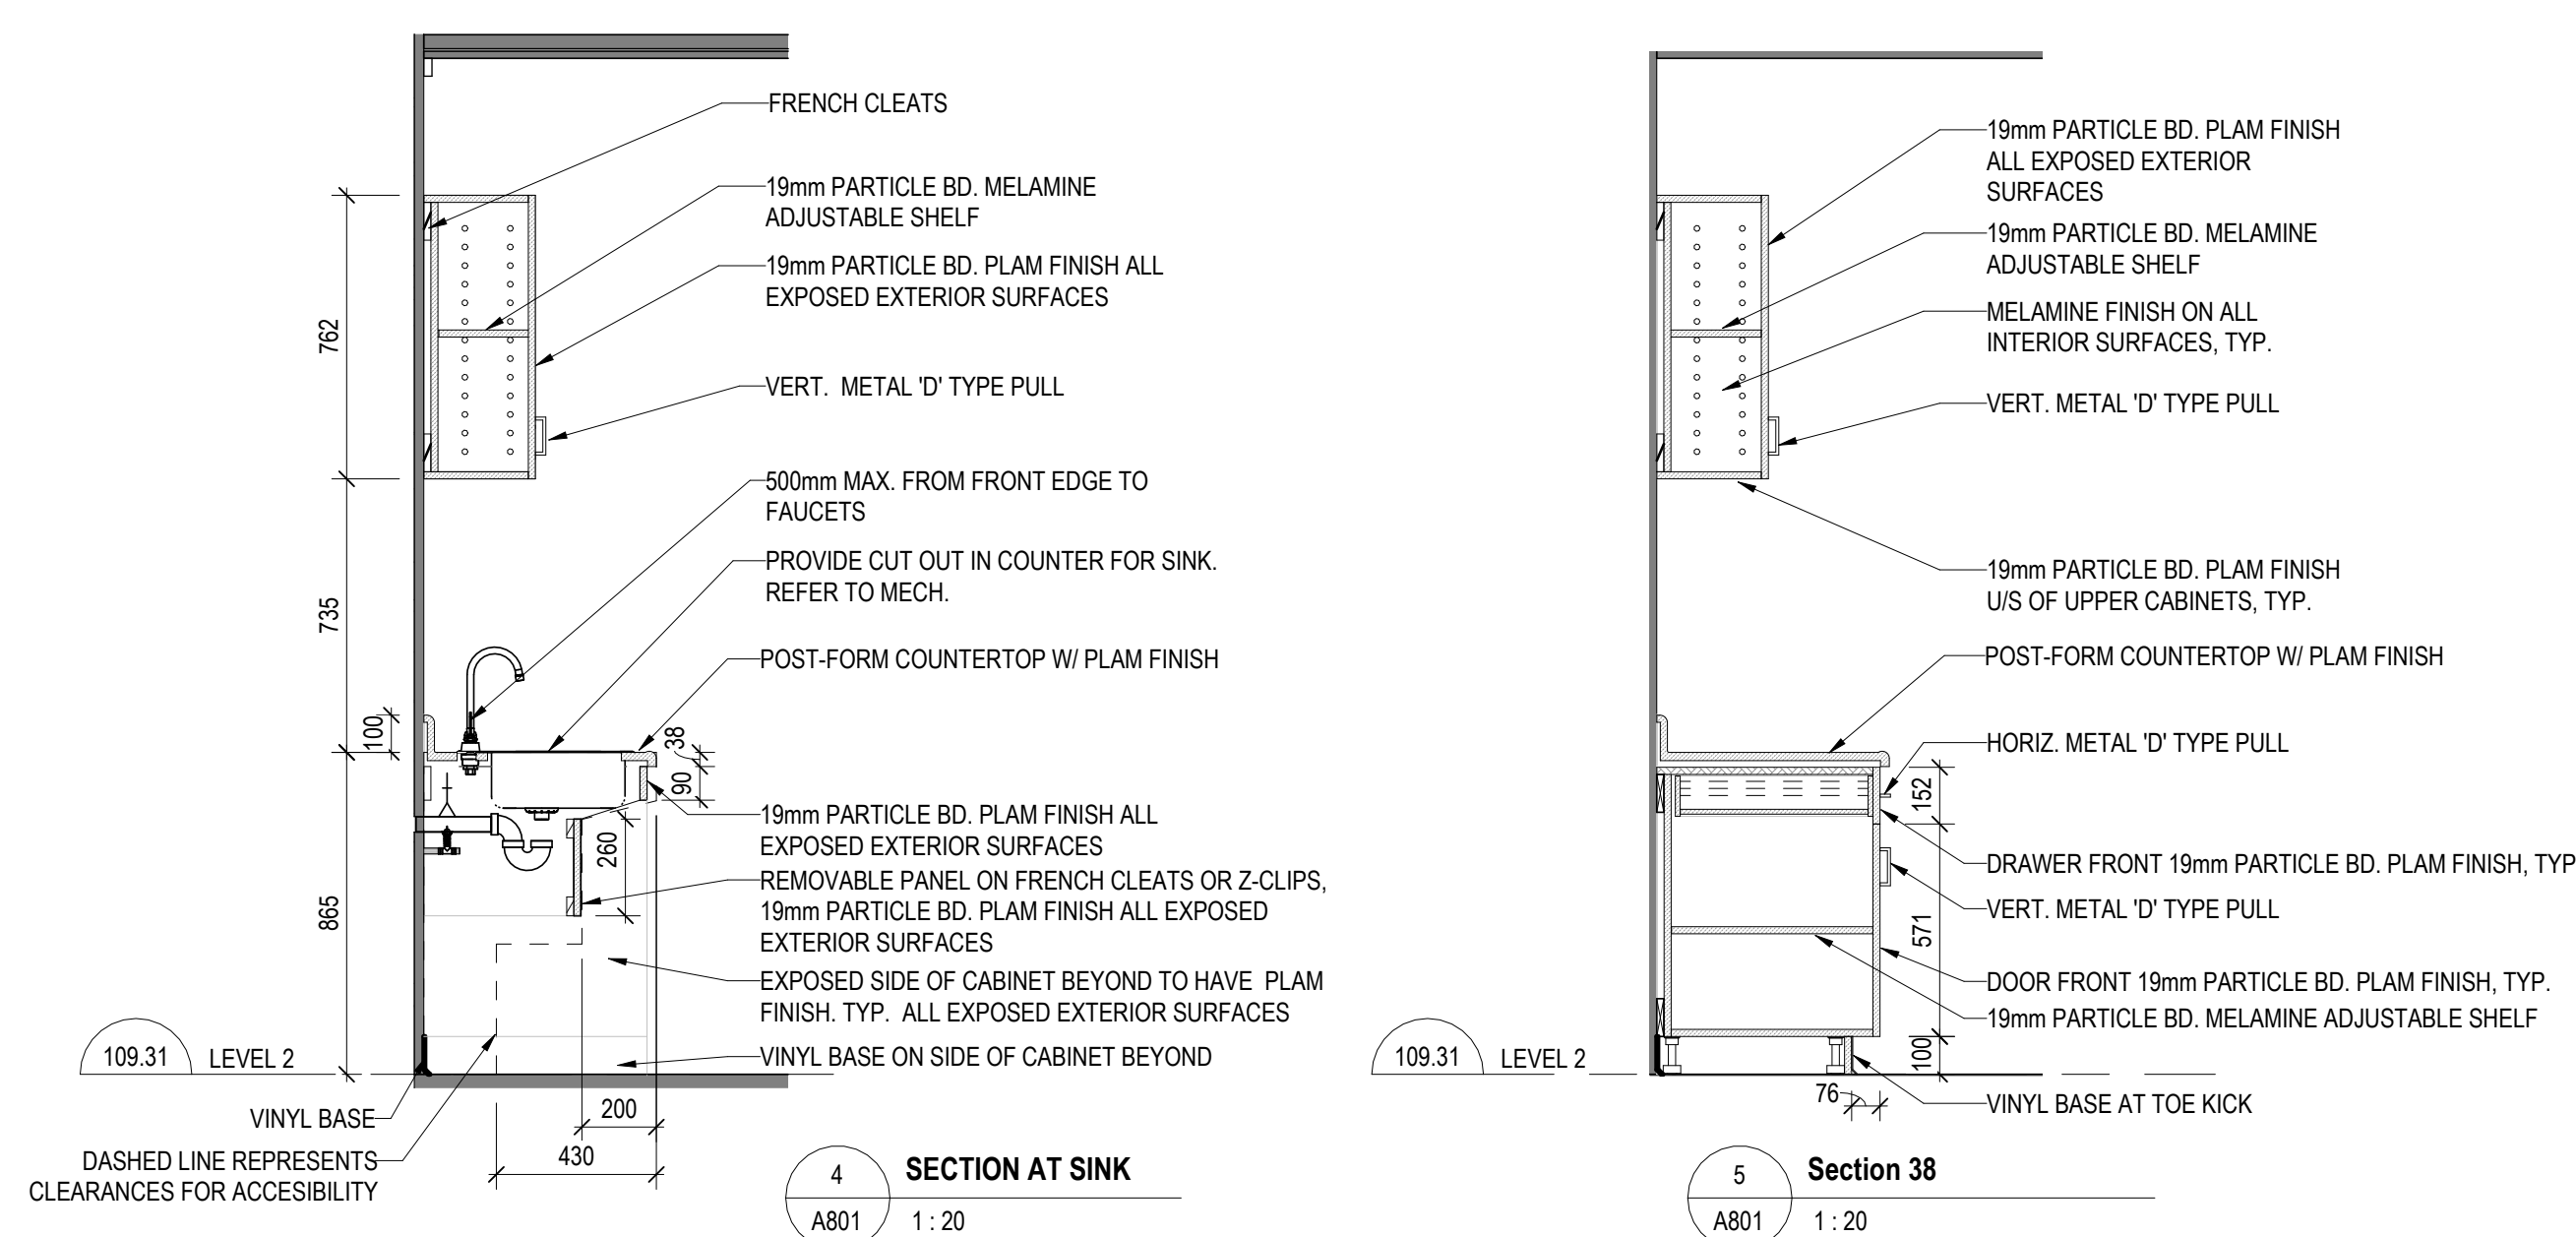 FRENCH CLEATS
19mm PARTICLE BD. MELAMINE
ADJUSTABLE SHELF
19mm PARTICLE BD. PLAM FINISH ALL
EXPOSED EXTERIOR SURFACES
VERT. METAL 'D' TYPE PULL
500mm MAX. FROM FRONT EDGE TO
FAUCETS
PROVIDE CUT OUT IN COUNTER FOR SINK.
REFER TO MECH.
POST-FORM COUNTERTOP W/ PLAM FINISH
19mm PARTICLE BD. PLAM FINISH ALL
EXPOSED EXTERIOR SURFACES
REMOVABLE PANEL ON FRENCH CLEATS OR Z-CLIPS,
19mm PARTICLE BD. PLAM FINISH ALL EXPOSED
EXTERIOR SURFACES
EXPOSED SIDE OF CABINET BEYOND TO HAVE PLAM
FINISH. TYP. ALL EXPOSED EXTERIOR SURFACES
VINYL BASE ON SIDE OF CABINET BEYOND
762
735
100
865
38
90
260
200
430
109.31
LEVEL 2
VINYL BASE
DASHED LINE REPRESENTS
CLEARANCES FOR ACCESIBILITY
4
A801
SECTION AT SINK
1 : 20
19mm PARTICLE BD. PLAM FINISH
ALL EXPOSED EXTERIOR
SURFACES
19mm PARTICLE BD. MELAMINE
ADJUSTABLE SHELF
MELAMINE FINISH ON ALL
INTERIOR SURFACES, TYP.
VERT. METAL 'D' TYPE PULL
19mm PARTICLE BD. PLAM FINISH
U/S OF UPPER CABINETS, TYP.
POST-FORM COUNTERTOP W/ PLAM FINISH
HORIZ. METAL 'D' TYPE PULL
DRAWER FRONT 19mm PARTICLE BD. PLAM FINISH, TYP
VERT. METAL 'D' TYPE PULL
DOOR FRONT 19mm PARTICLE BD. PLAM FINISH, TYP.
19mm PARTICLE BD. MELAMINE ADJUSTABLE SHELF
VINYL BASE AT TOE KICK
152
571
100
76
109.31
LEVEL 2
5
A801
Section 38
1 : 20